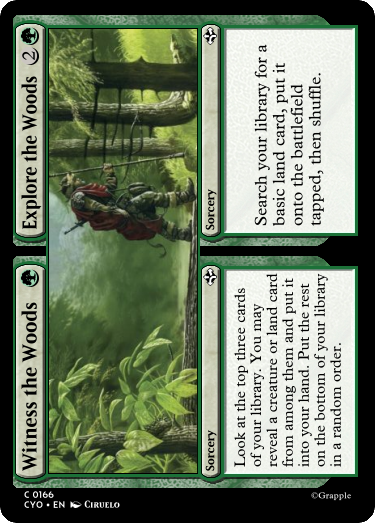 Witness the Woods
Sorcery
Look at the top three cards
of your library. You may
reveal a creature or land card
from among them and put it
into your hand. Put the rest
on the bottom of your library
in a random order.
Explore the Woods 2
Sorcery
Search your library for a
basic land card, put it
onto the battlefield
tapped, then shuffle.
C 0166
CYO • EN Ciruelo
©Grapple